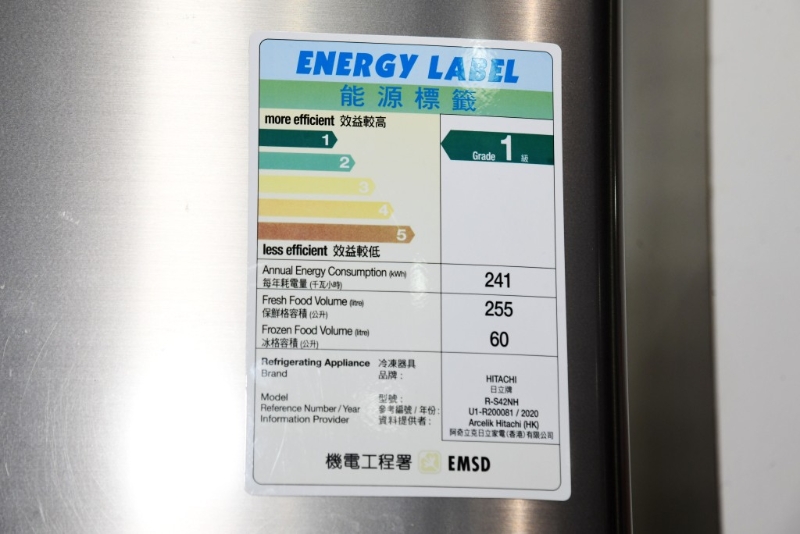 ENERGY LABEL
能源標籤
more efficient 效益較高
1
2
3
4
5
less efficient 效益較低
Grade 1 級
Annual Energy Consumption (kWh) 241
每年耗電量 (千瓦小時)
Fresh Food Volume (litre) 255
保鮮格容積 (公升)
Frozen Food Volume (litre) 60
冰格容積 (公升)
Refrigerating Appliance 冷凍器具
Brand 品牌 : HITACHI
日立牌
Model 型號 : R-S42NH
Reference Number / Year 參考編號 / 年份 : U1-R200081 / 2020
Information Provider 資料提供者 : Arcelik Hitachi (HK)
阿奇立克日立家電(香港)有限公司
機電工程署 EMSD